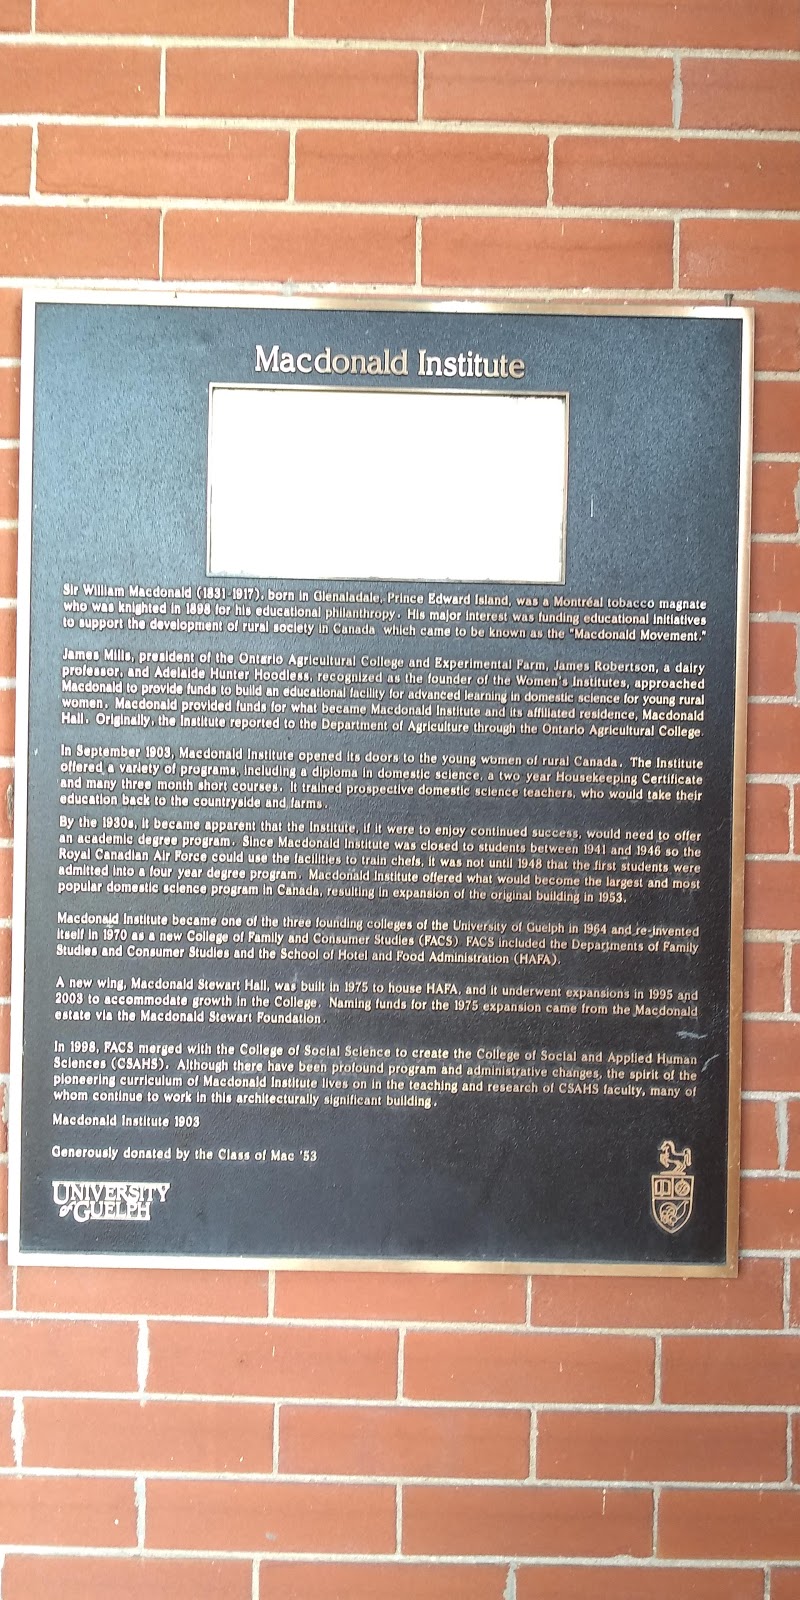 Macdonald Institute
Sir William Macdonald (1831-1917), born in Glenaladale, Prince Edward Island, was a Montréal tobacco magnate
who was knighted in 1898 for his educational philanthropy. His major interest was funding educational initiatives
to support the development of rural society in Canada which came to be known as the "Macdonald Movement."
James Mills, president of the Ontario Agricultural College and Experimental Farm, James Robertson, a dairy
professor, and Adelaide Hunter Hoodless, recognized as the founder of the Women's Institutes, approached
Macdonald to provide funds to build an educational facility for advanced learning in domestic science for young rural
women. Macdonald provided funds for what became Macdonald Institute and its affiliated residence, Macdonald
Hall. Originally, the Institute reported to the Department of Agriculture through the Ontario Agricultural College.
In September 1903, Macdonald Institute opened its doors to the young women of rural Canada. The Institute
offered a variety of programs, including a diploma in domestic science, a two year Housekeeping Certificate
and many three month short courses. It trained prospective domestic science teachers, who would take their
education back to the countryside and farms.
By the 1930s, it became apparent that the Institute, if it were to enjoy continued success, would need to offer
an academic degree program. Since Macdonald Institute was closed to students between 1941 and 1946 so the
Royal Canadian Air Force could use the facilities to train chefs, it was not until 1948 that the first students were
admitted into a four year degree program. Macdonald Institute offered what would become the largest and most
popular domestic science program in Canada, resulting in expansion of the original building in 1953.
Macdonald Institute became one of the three founding colleges of the University of Guelph in 1964 and re-invented
itself in 1970 as a new College of Family and Consumer Studies (FACS) FACS included the Departments of Family
Studies and Consumer Studies and the School of Hotel and Food Administration (HAFA).
A new wing, Macdonald Stewart Hall, was built in 1975 to house HAFA, and it underwent expansions in 1995 and
2003 to accommodate growth in the College. Naming funds for the 1975 expansion came from the Macdonald
estate via the Macdonald Stewart Foundation.
In 1998, FACS merged with the College of Social Science to create the College of Social and Applied Human
Sciences (CSAHS). Although there have been profound program and administrative changes, the spirit of the
pioneering curriculum of Macdonald Institute lives on in the teaching and research of CSAHS faculty, many of
whom continue to work in this architecturally significant building.
Macdonald Institute 1903
Generously donated by the Class of Mac '53
UNIVERSITY
of GUELPH